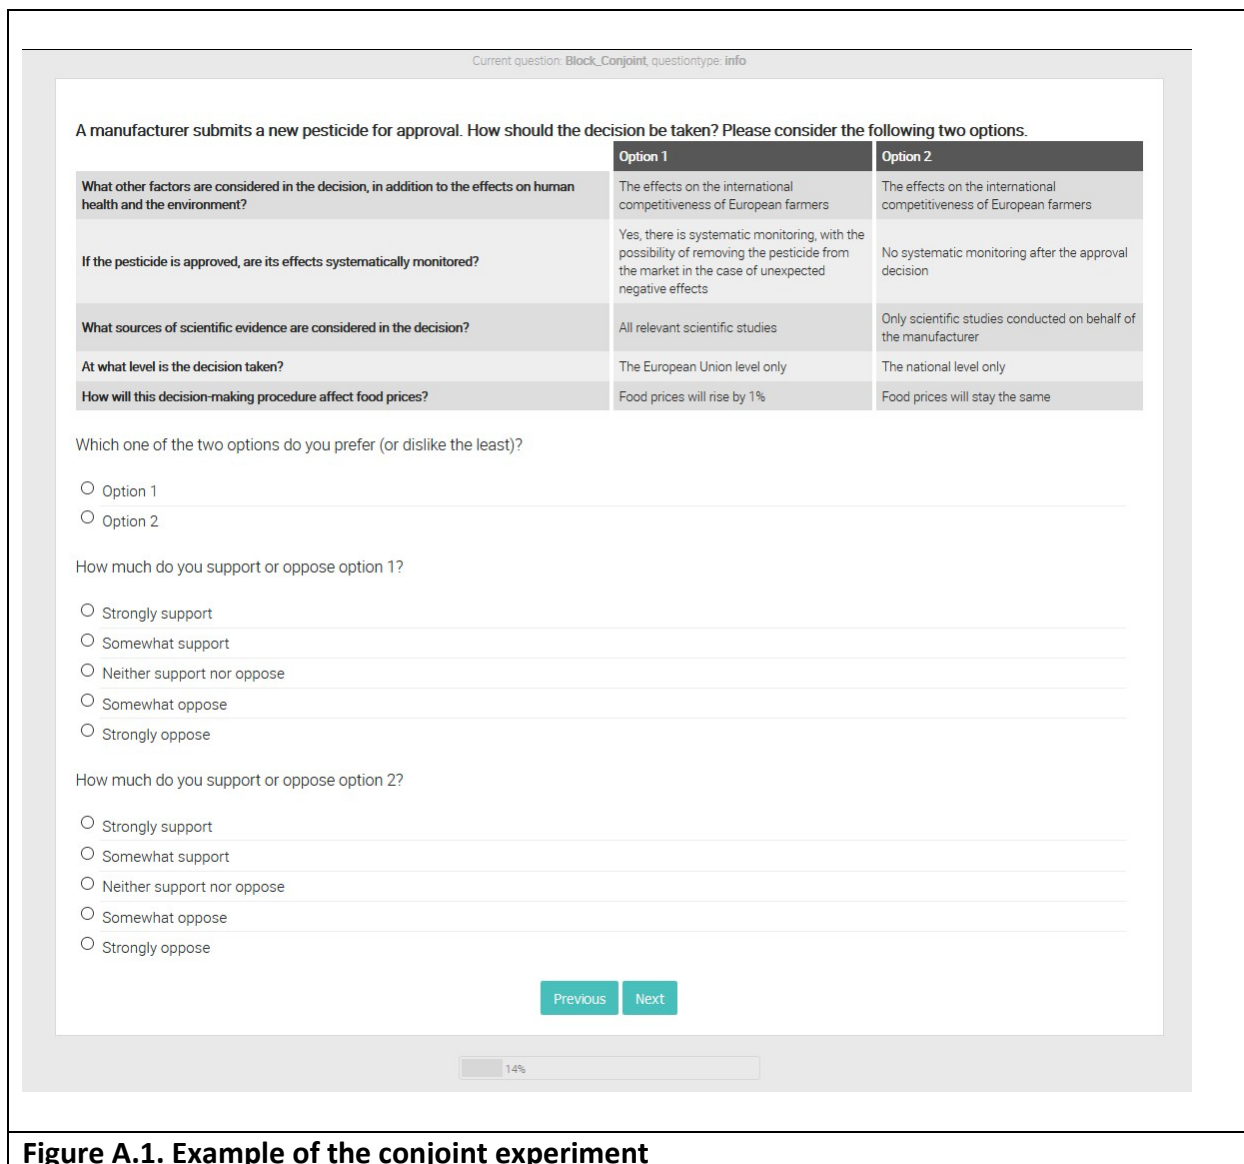 Current question: Block_Conjoint, questiontype: info
A manufacturer submits a new pesticide for approval. How should the decision be taken? Please consider the following two options.
Option 1
Option 2
What other factors are considered in the decision, in addition to the effects on human
health and the environment?
The effects on the international
competitiveness of European farmers
The effects on the international
competitiveness of European farmers
If the pesticide is approved, are its effects systematically monitored?
Yes, there is systematic monitoring, with the
possibility of removing the pesticide from
the market in the case of unexpected
negative effects
No systematic monitoring after the approval
decision
What sources of scientific evidence are considered in the decision?
All relevant scientific studies
Only scientific studies conducted on behalf of
the manufacturer
At what level is the decision taken?
The European Union level only
The national level only
How will this decision-making procedure affect food prices?
Food prices will rise by 1%
Food prices will stay the same
Which one of the two options do you prefer (or dislike the least)?
Option 1
Option 2
How much do you support or oppose option 1?
Strongly support
Somewhat support
Neither support nor oppose
Somewhat oppose
Strongly oppose
How much do you support or oppose option 2?
Strongly support
Somewhat support
Neither support nor oppose
Somewhat oppose
Strongly oppose
Previous
Next
14%
Figure A.1. Example of the conjoint experiment